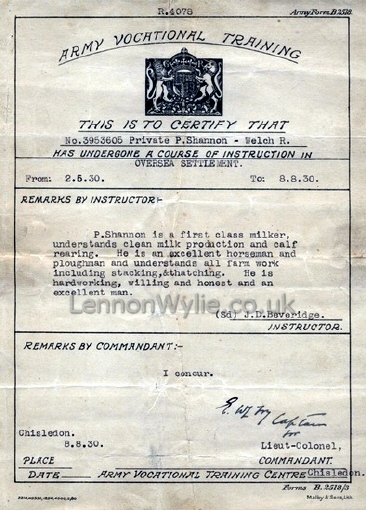 R.4078
Army Form B.2518.
ARMY VOCATIONAL TRAINING
THIS IS TO CERTIFY THAT
No.3953605 Private P.Shannon - Welch R.
HAS UNDERGONE A COURSE OF INSTRUCTION IN
OVERSEA SETTLEMENT.
From: 2.5.30. To: 8.8.30.
REMARKS BY INSTRUCTOR:-
P.Shannon is a first class milker,
understands clean milk production and calf
rearing. He is an excellent horseman and
ploughman and understands all farm work
including stacking,&thatching. He is
hardworking, willing and honest and an
excellent man.
LennonWylie.co.uk
(Sd) J.D.Beveridge.
INSTRUCTOR.
REMARKS BY COMMANDANT:-
I concur.
Captain
for
Chisledon. Lieut-Colonel,
8.8.30.
PLACE COMMANDANT.
DATE ARMY VOCATIONAL TRAINING CENTRE Chisledon.
Forms B.2518/3
Malby & Sons, Lith.